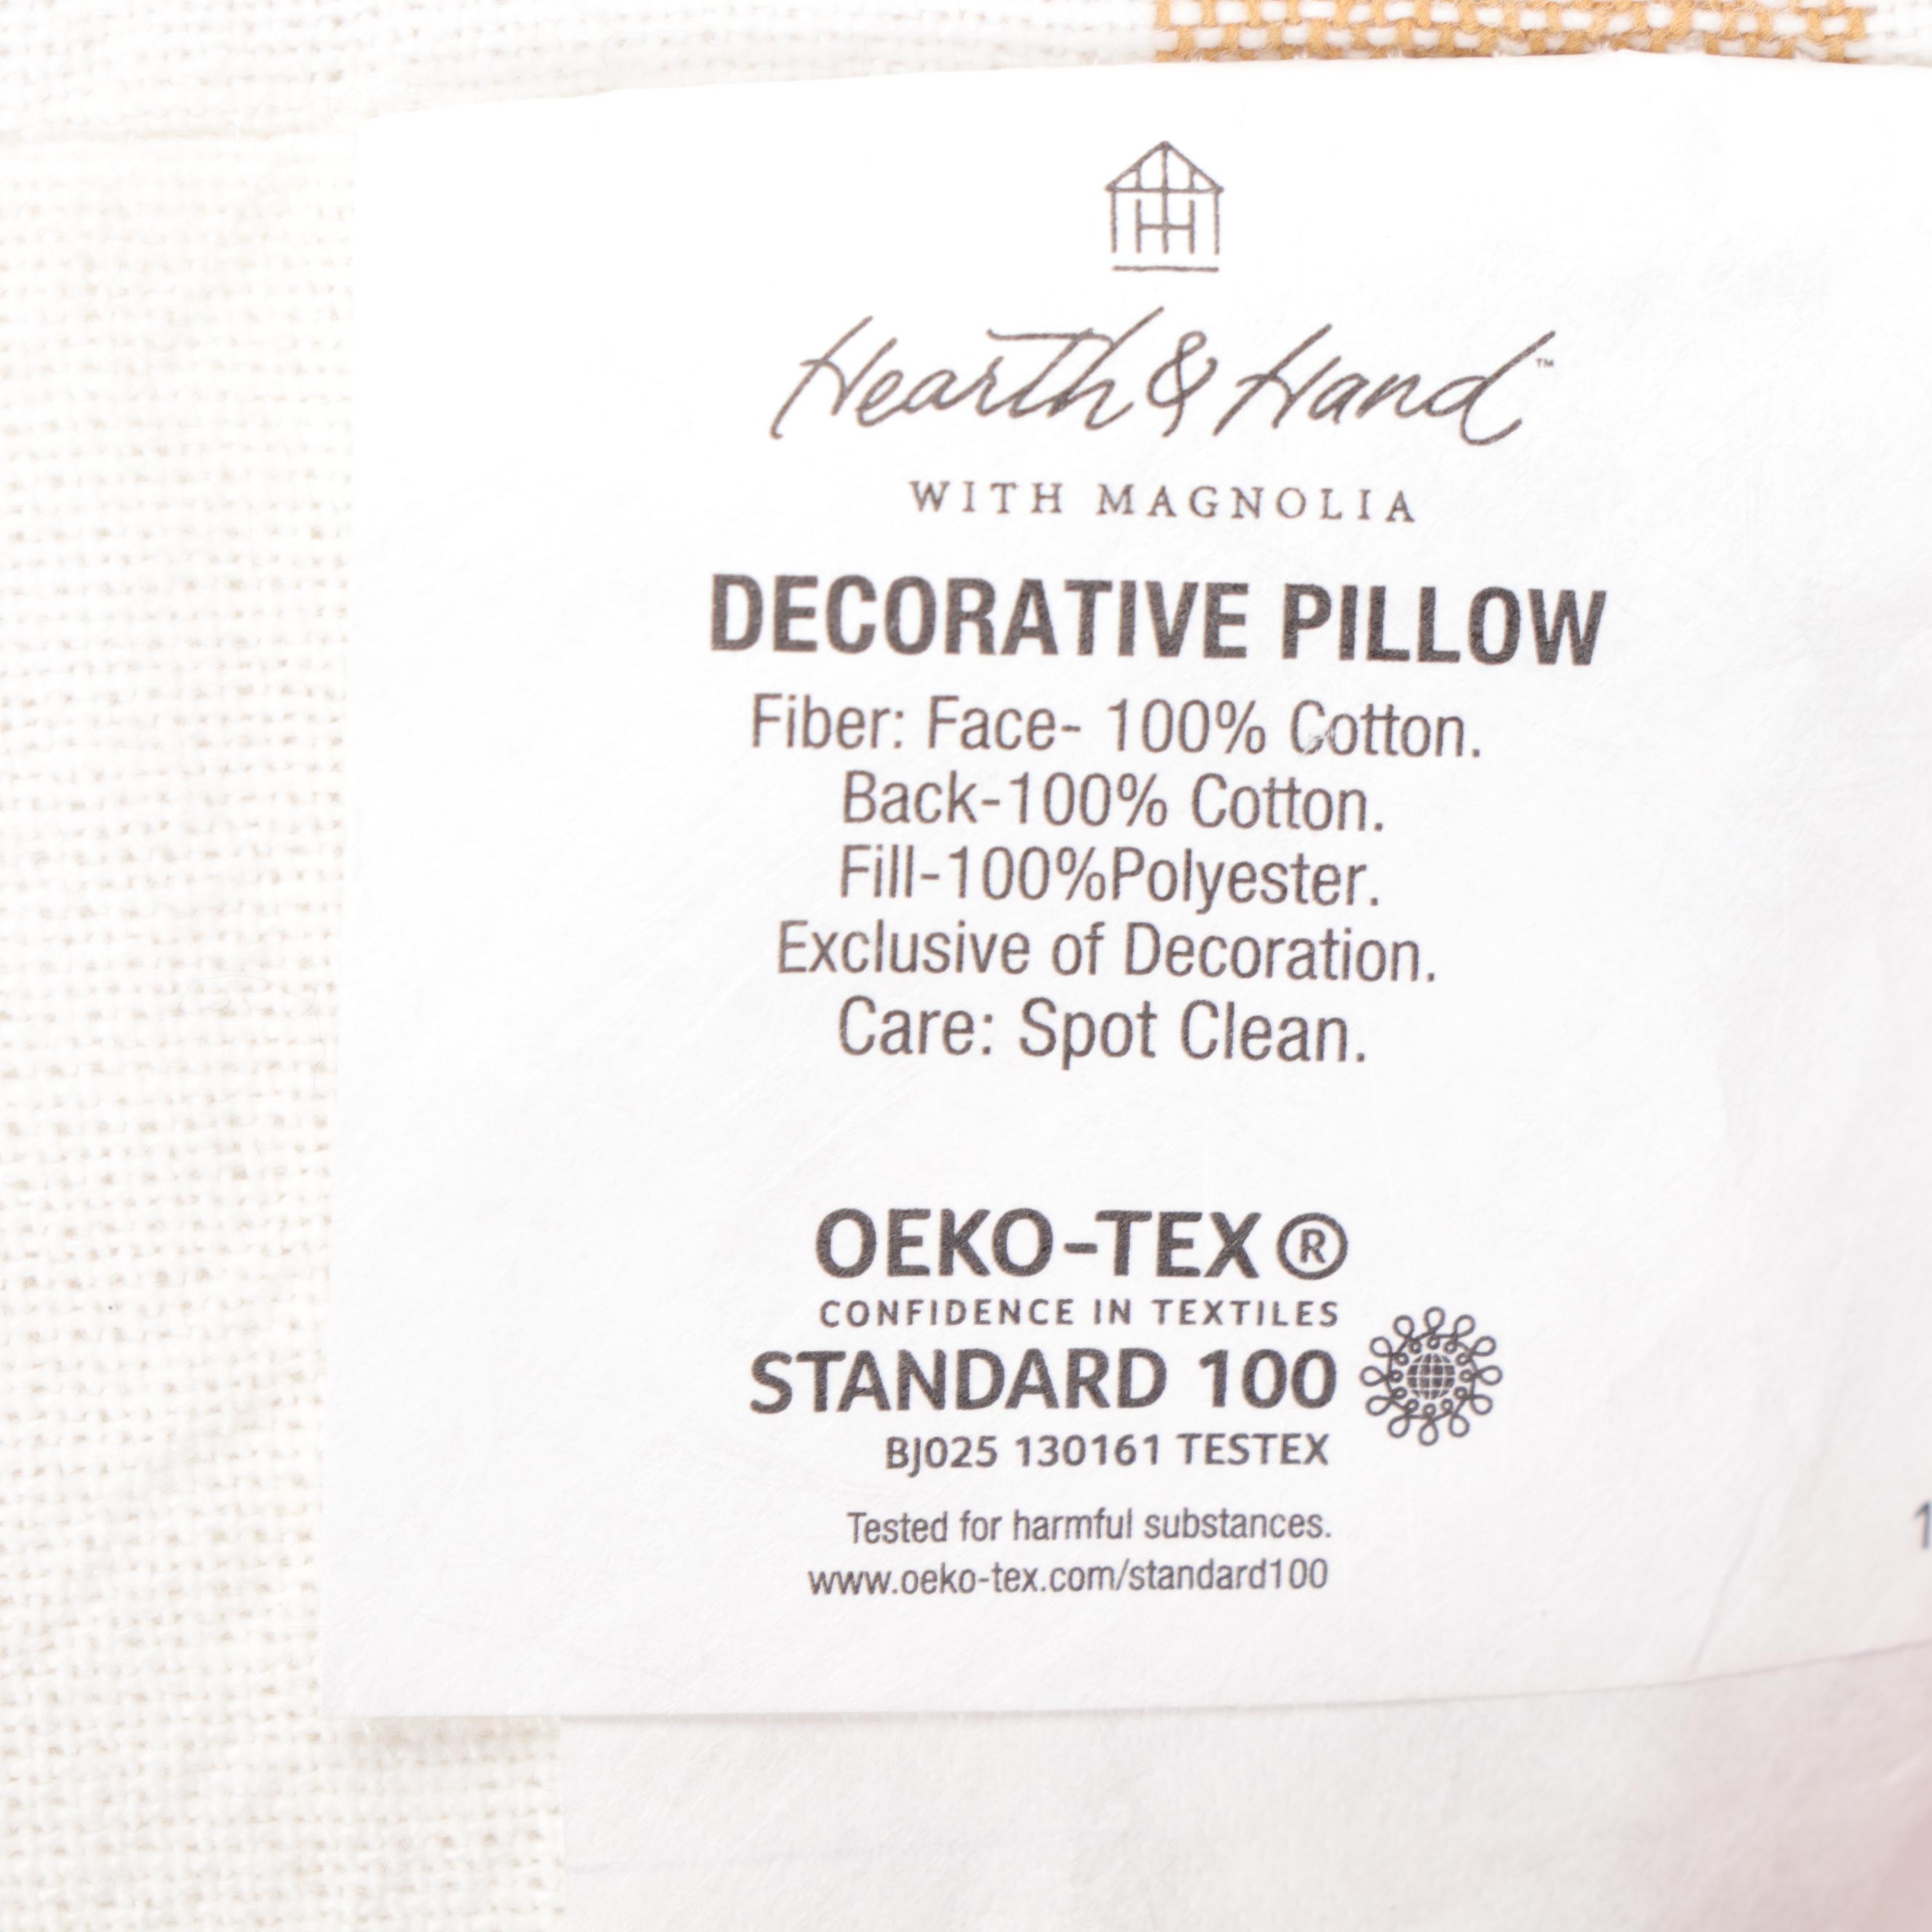 Hearth & Hand™
WITH MAGNOLIA
DECORATIVE PILLOW
Fiber: Face- 100% Cotton.
Back-100% Cotton.
Fill-100%Polyester.
Exclusive of Decoration.
Care: Spot Clean.
OEKO-TEX®
CONFIDENCE IN TEXTILES
STANDARD 100
BJ025 130161 TESTEX
Tested for harmful substances.
www.oeko-tex.com/standard100